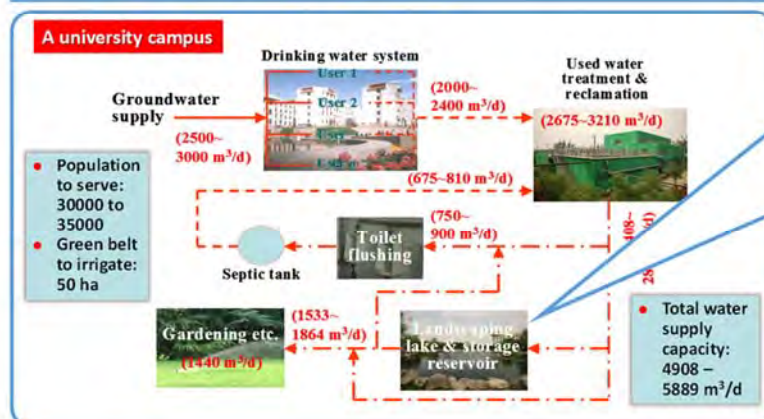 A university campus
Drinking water system
User 1
User 2
User
Groundwater
supply
(2500~
3000 m³/d)
(2000~
2400 m³/d)
Used water
treatment &
reclamation
(2675~3210 m³/d)
● Population
to serve:
30000 to
35000
● Green belt
to irrigate:
50 ha
(675~810 m³/d)
(750~
900 m³/d)
Toilet
flushing
Septic tank
Gardening etc.
(1440 m³/d)
(1533~
1864 m³/d)
Landscaping
lake & storage
reservoir
● Total water
supply
capacity:
4908 –
5889 m³/d